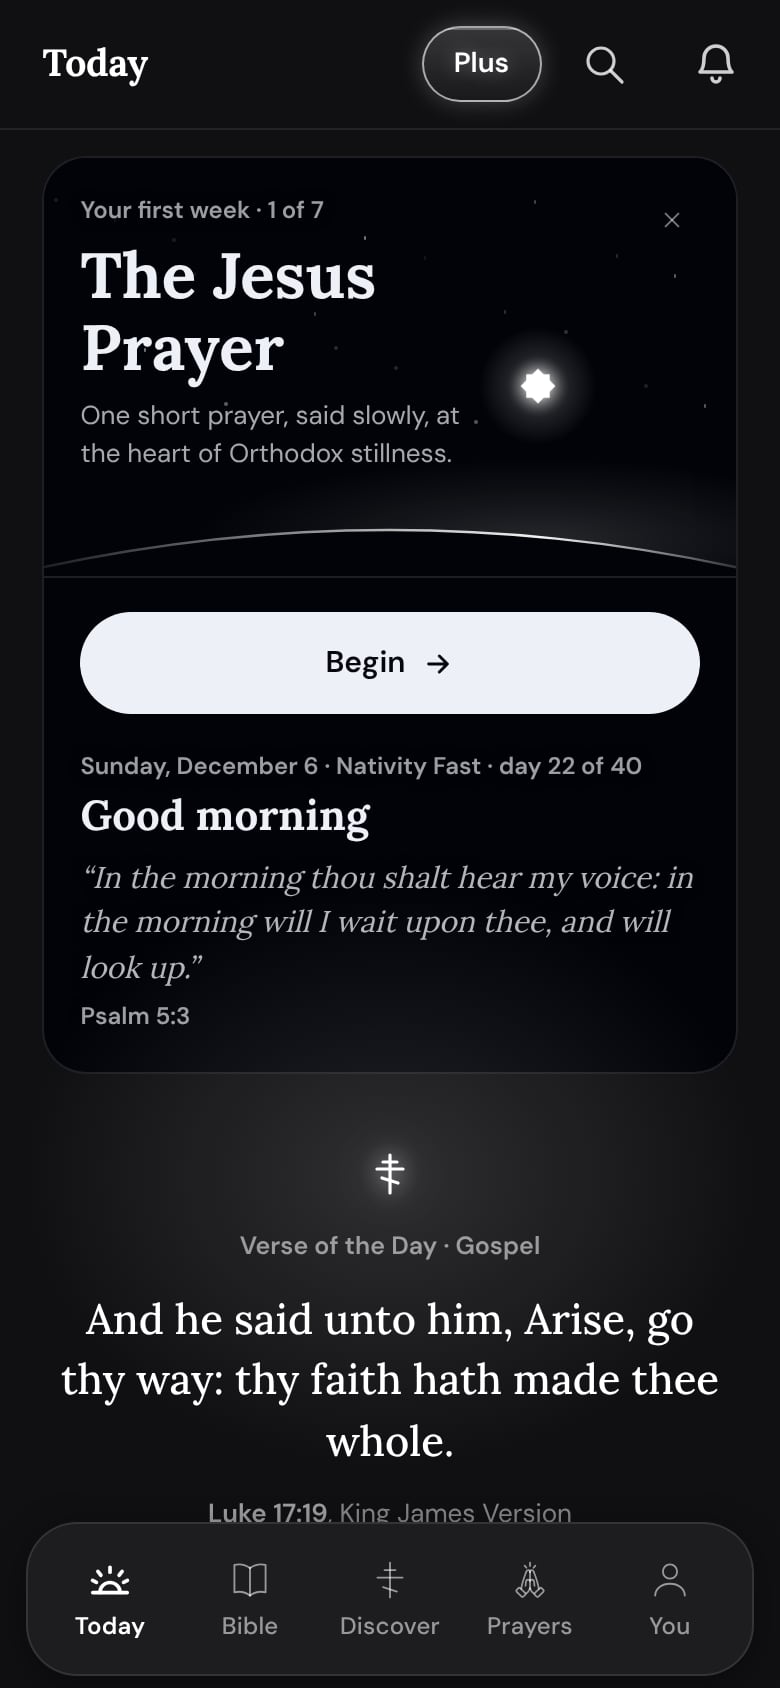 Today
Plus
Your first week · 1 of 7
The Jesus
Prayer
One short prayer, said slowly, at
the heart of Orthodox stillness.
Begin →
Sunday, December 6 · Nativity Fast · day 22 of 40
Good morning
“In the morning thou shalt hear my voice: in
the morning will I wait upon thee, and will
look up.”
Psalm 5:3
Verse of the Day · Gospel
And he said unto him, Arise, go
thy way: thy faith hath made thee
whole.
Luke 17:19, King James Version
Today
Bible
Discover
Prayers
You